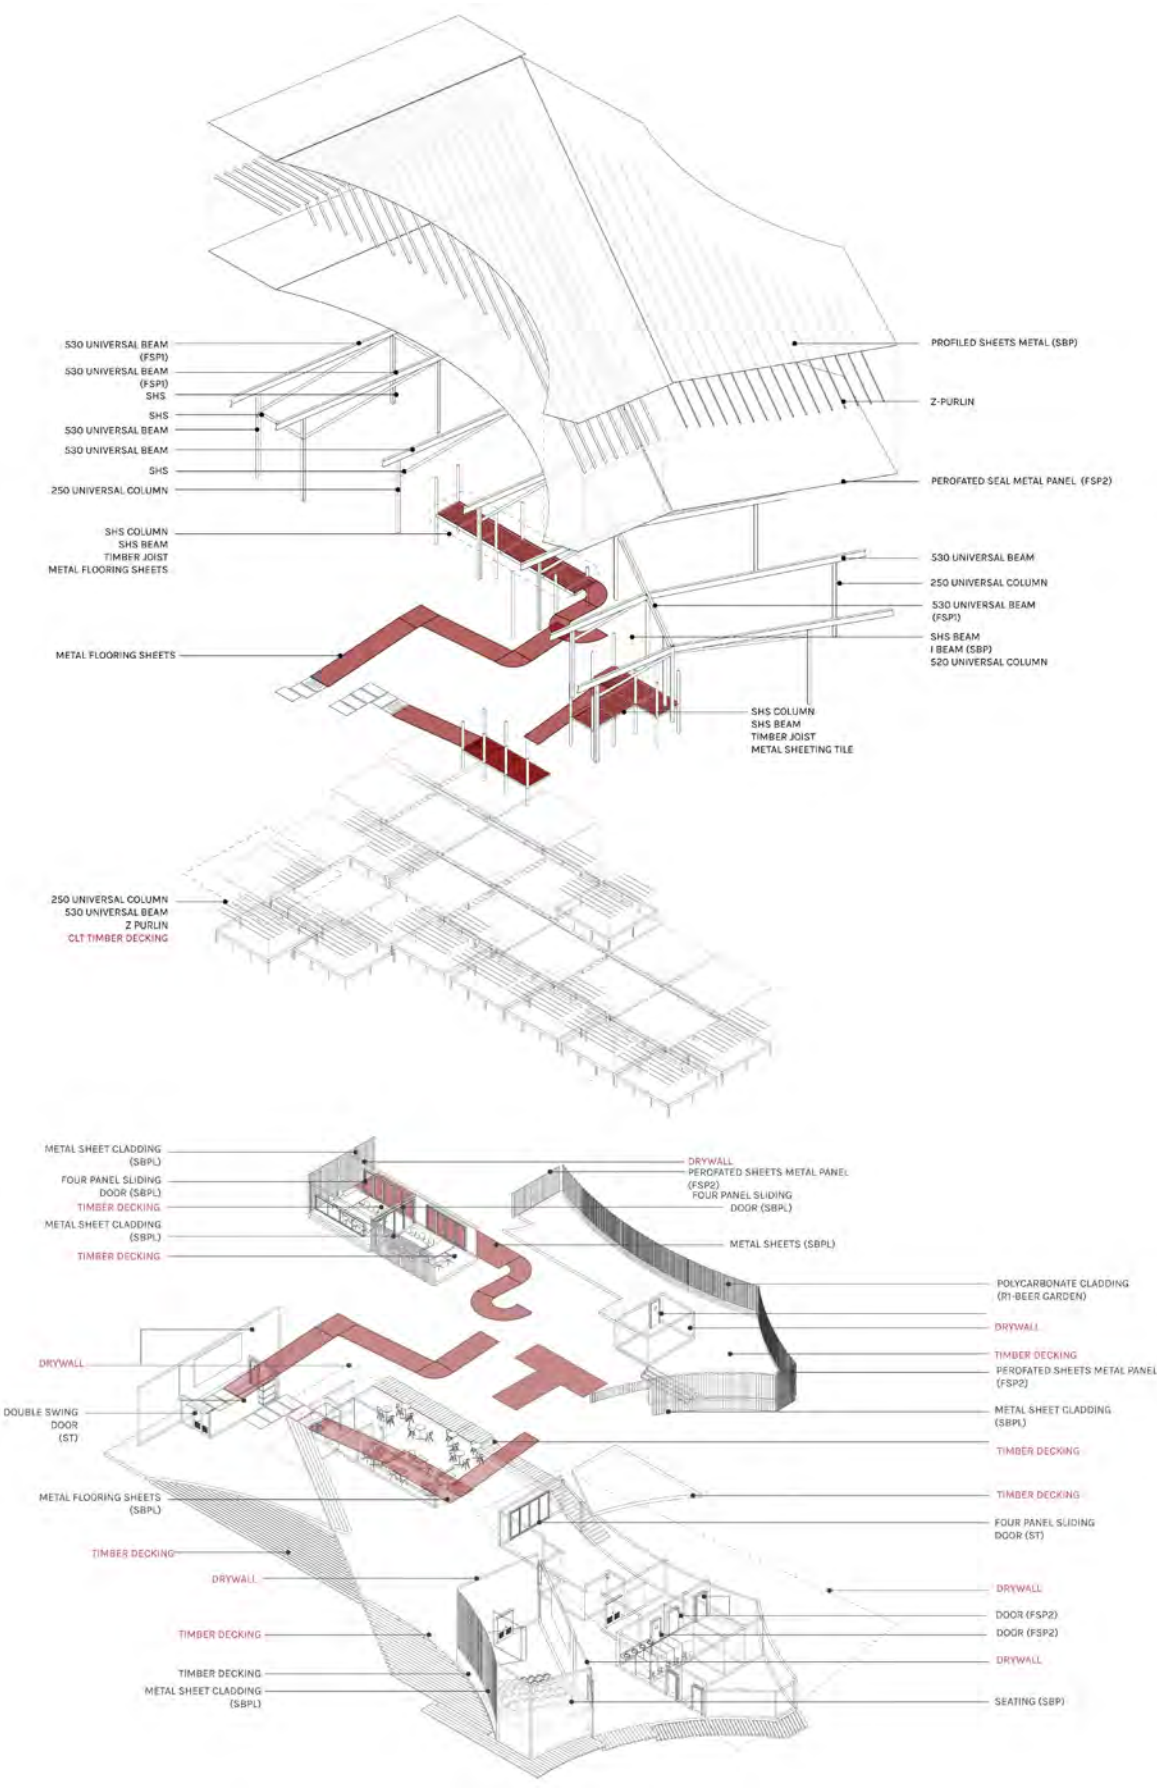 530 UNIVERSAL BEAM
(FSP1)
530 UNIVERSAL BEAM
(FSP1)
SHS
SHS
530 UNIVERSAL BEAM
530 UNIVERSAL BEAM
SHS
250 UNIVERSAL COLUMN
SHS COLUMN
SHS BEAM
TIMBER JOIST
METAL FLOORING SHEETS
METAL FLOORING SHEETS
PROFILED SHEETS METAL (SBP)
Z-PURLIN
PEROFATED SEAL METAL PANEL (FSP2)
530 UNIVERSAL BEAM
250 UNIVERSAL COLUMN
530 UNIVERSAL BEAM
(FSP1)
SHS BEAM
I BEAM (SBP)
520 UNIVERSAL COLUMN
SHS COLUMN
SHS BEAM
TIMBER JOIST
METAL SHEETING TILE
250 UNIVERSAL COLUMN
530 UNIVERSAL BEAM
Z PURLIN
CLT TIMBER DECKING
METAL SHEET CLADDING
(SBPL)
FOUR PANEL SLIDING
DOOR (SBPL)
TIMBER DECKING
METAL SHEET CLADDING
(SBPL)
TIMBER DECKING
DRYWALL
PEROFATED SHEETS METAL PANEL
(FSP2)
FOUR PANEL SLIDING
DOOR (SBPL)
METAL SHEETS (SBPL)
POLYCARBONATE CLADDING
(R1-BEER GARDEN)
DRYWALL
TIMBER DECKING
PEROFATED SHEETS METAL PANEL
(FSP2)
METAL SHEET CLADDING
(SBPL)
TIMBER DECKING
TIMBER DECKING
FOUR PANEL SLIDING
DOOR (ST)
DRYWALL
DOOR (FSP2)
DOOR (FSP2)
DRYWALL
SEATING (SBP)
DRYWALL
DOUBLE SWING
DOOR
(ST)
METAL FLOORING SHEETS
(SBPL)
TIMBER DECKING
DRYWALL
TIMBER DECKING
TIMBER DECKING
METAL SHEET CLADDING
(SBPL)